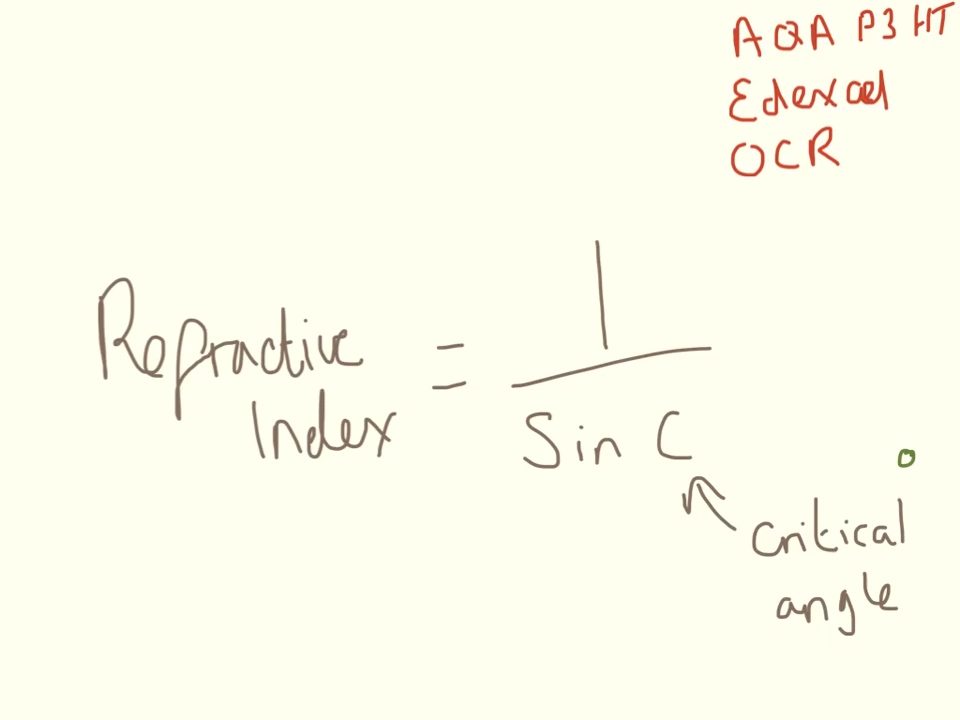 AQA P3 HT
Edexcel
OCR
Refractive Index = 1 / Sin C
critical
angle
°